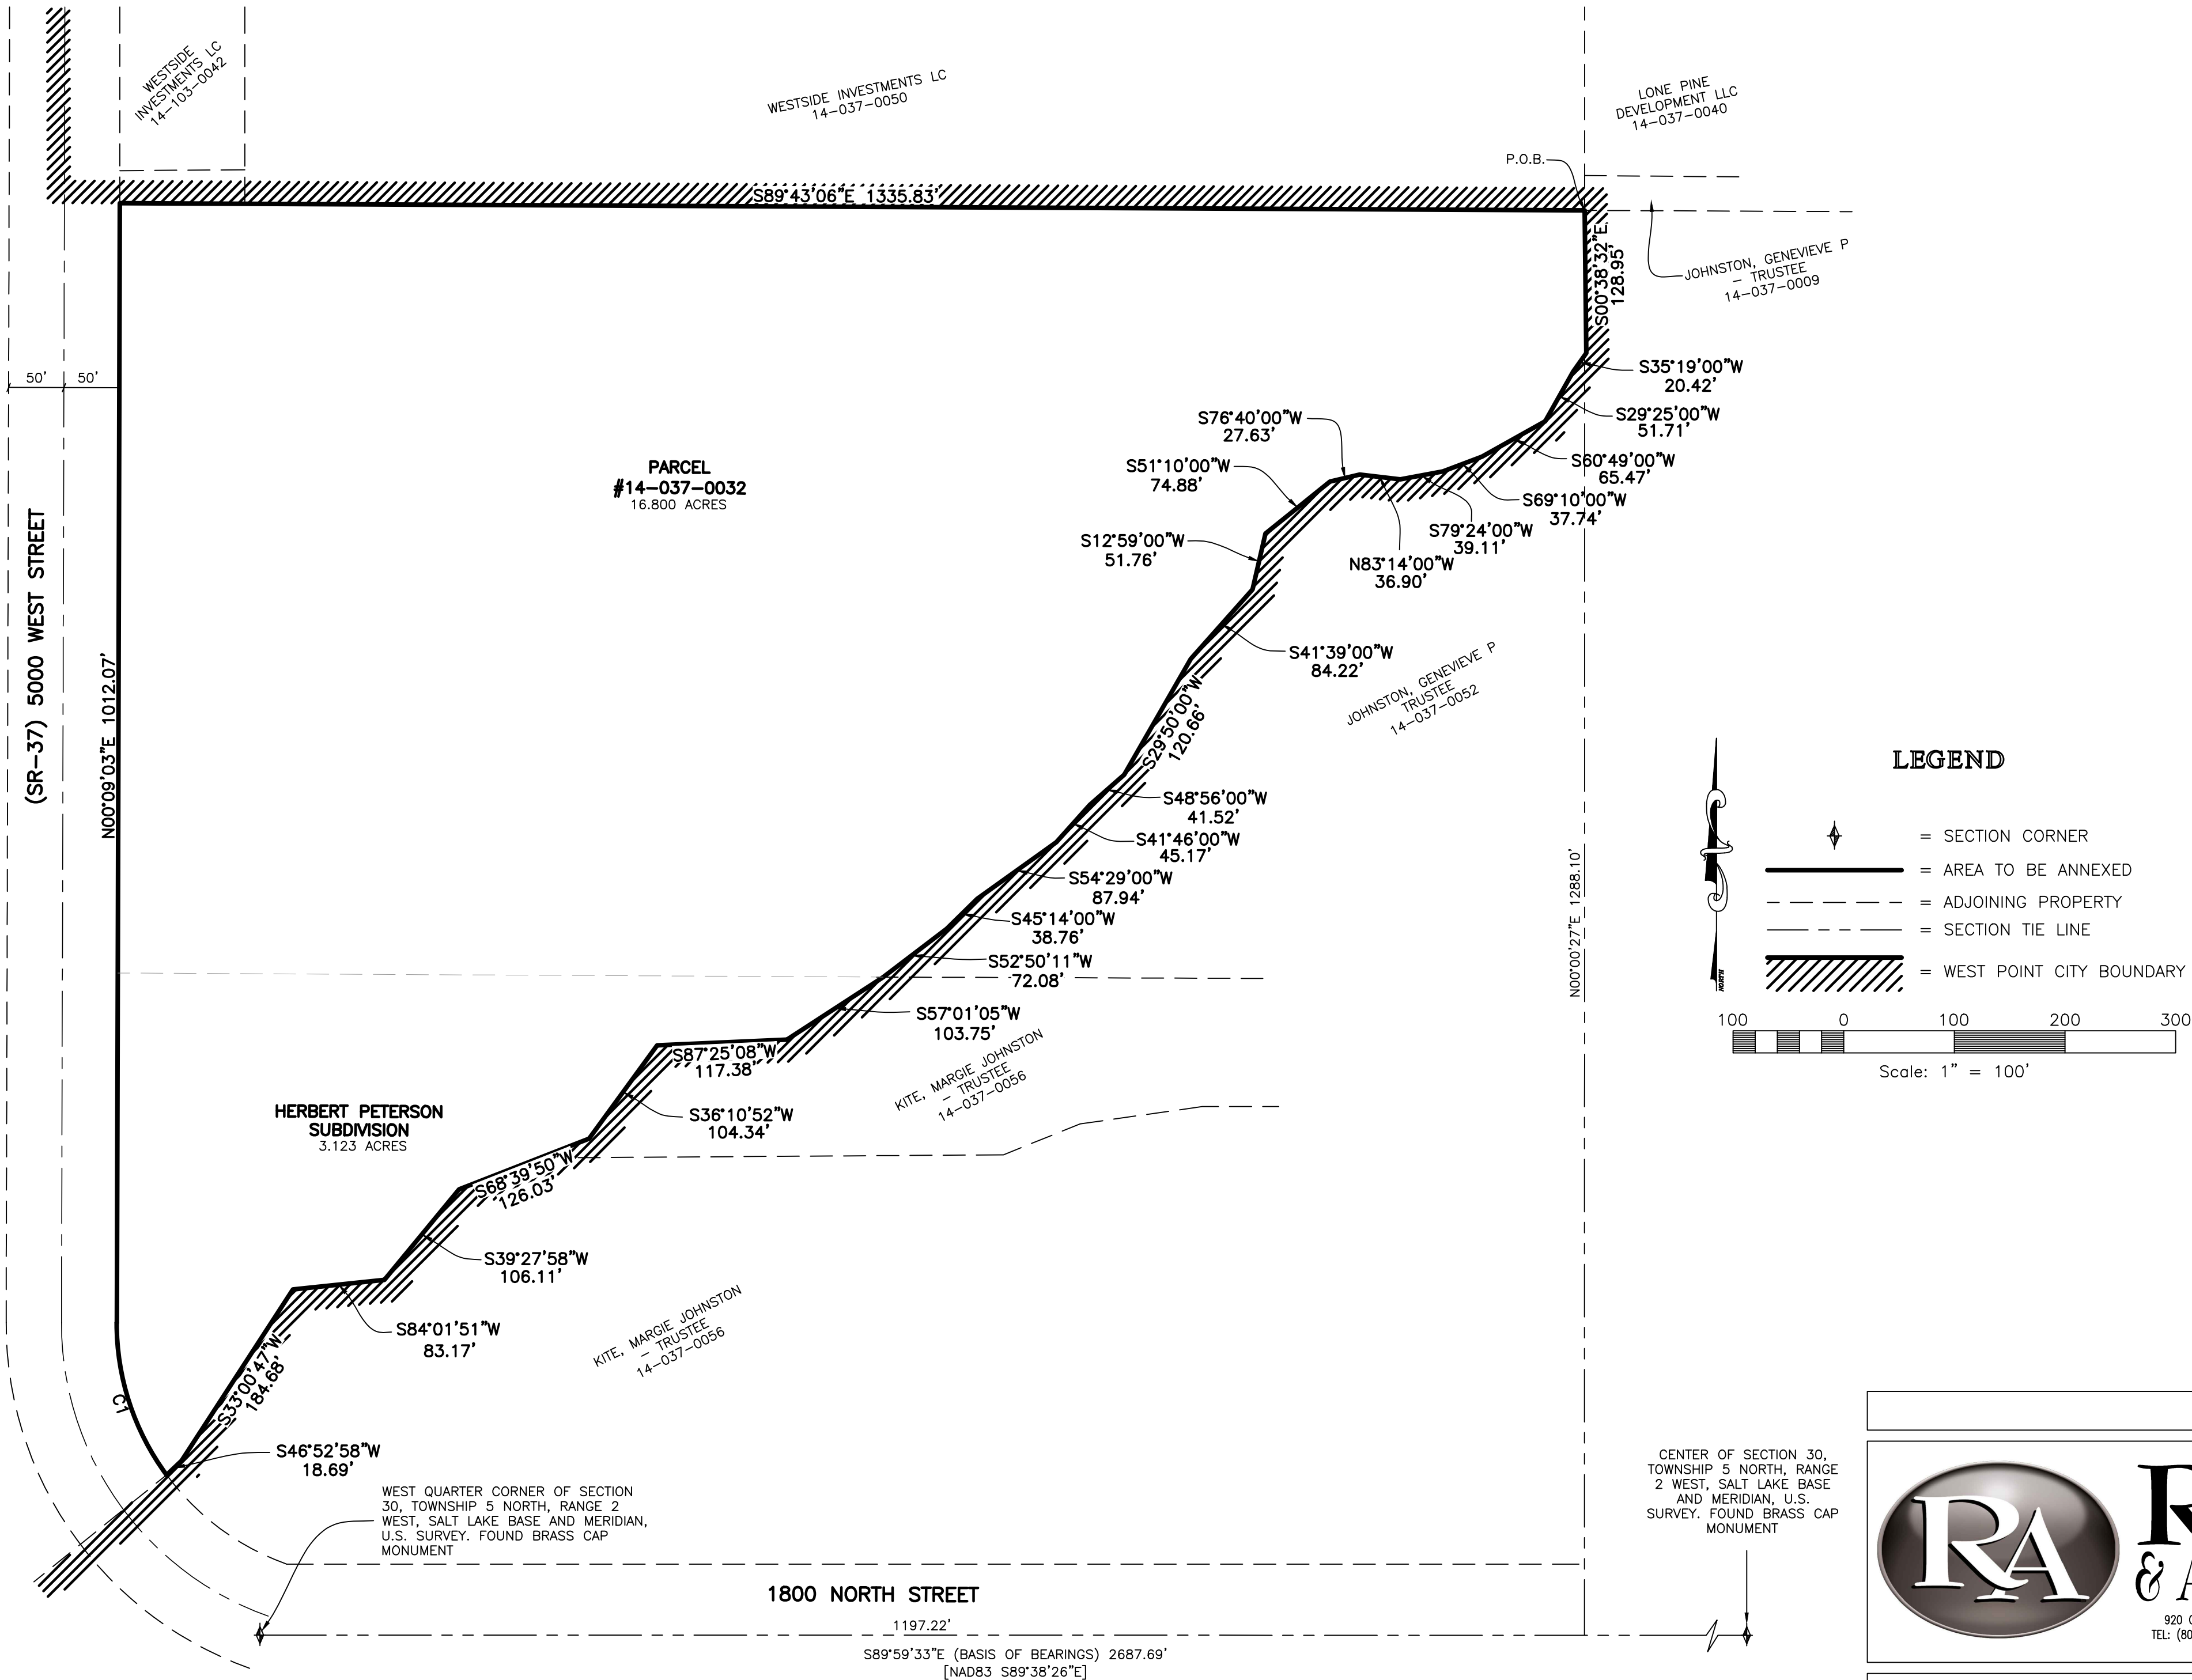 WESTSIDE
INVESTMENTS LC
14-103-0042
WESTSIDE INVESTMENTS LC
14-037-0050
LONE PINE
DEVELOPMENT LLC
14-037-0040
P.O.B.
S89°43'06"E 1335.83'
S00°38'32"E
128.95'
JOHNSTON, GENEVIEVE P
- TRUSTEE
14-037-0009
50'
50'
S35°19'00"W
20.42'
S29°25'00"W
51.71'
S60°49'00"W
65.47'
S69°10'00"W
37.74'
S79°24'00"W
39.11'
N83°14'00"W
36.90'
S76°40'00"W
27.63'
S51°10'00"W
74.88'
S12°59'00"W
51.76'
PARCEL
#14-037-0032
16.800 ACRES
(SR-37) 5000 WEST STREET
N00°09'03"E 1012.07'
S41°39'00"W
84.22'
JOHNSTON, GENEVIEVE P
TRUSTEE
14-037-0052
S29°50'00"W
120.66'
S48°56'00"W
41.52'
S41°46'00"W
45.17'
S54°29'00"W
87.94'
S45°14'00"W
38.76'
S52°50'11"W
72.08'
S57°01'05"W
103.75'
N00°00'27"E 1288.10'
LEGEND
= SECTION CORNER
= AREA TO BE ANNEXED
= ADJOINING PROPERTY
= SECTION TIE LINE
= WEST POINT CITY BOUNDARY
NORTH
100 0 100 200 300
Scale: 1" = 100'
S87°25'08"W
117.38'
KITE, MARGIE JOHNSTON
- TRUSTEE
14-037-0056
S36°10'52"W
104.34'
HERBERT PETERSON
SUBDIVISION
3.123 ACRES
S68°39'50"W
126.03'
S39°27'58"W
106.11'
S84°01'51"W
83.17'
KITE, MARGIE JOHNSTON
- TRUSTEE
14-037-0056
S33°00'47"W
184.68'
C1
S46°52'58"W
18.69'
WEST QUARTER CORNER OF SECTION
30, TOWNSHIP 5 NORTH, RANGE 2
WEST, SALT LAKE BASE AND MERIDIAN,
U.S. SURVEY. FOUND BRASS CAP
MONUMENT
CENTER OF SECTION 30,
TOWNSHIP 5 NORTH, RANGE
2 WEST, SALT LAKE BASE
AND MERIDIAN, U.S.
SURVEY. FOUND BRASS CAP
MONUMENT
1800 NORTH STREET
1197.22'
S89°59'33"E (BASIS OF BEARINGS) 2687.69'
[NAD83 S89°38'26"E]
RA
R
& A
920
TEL: (80